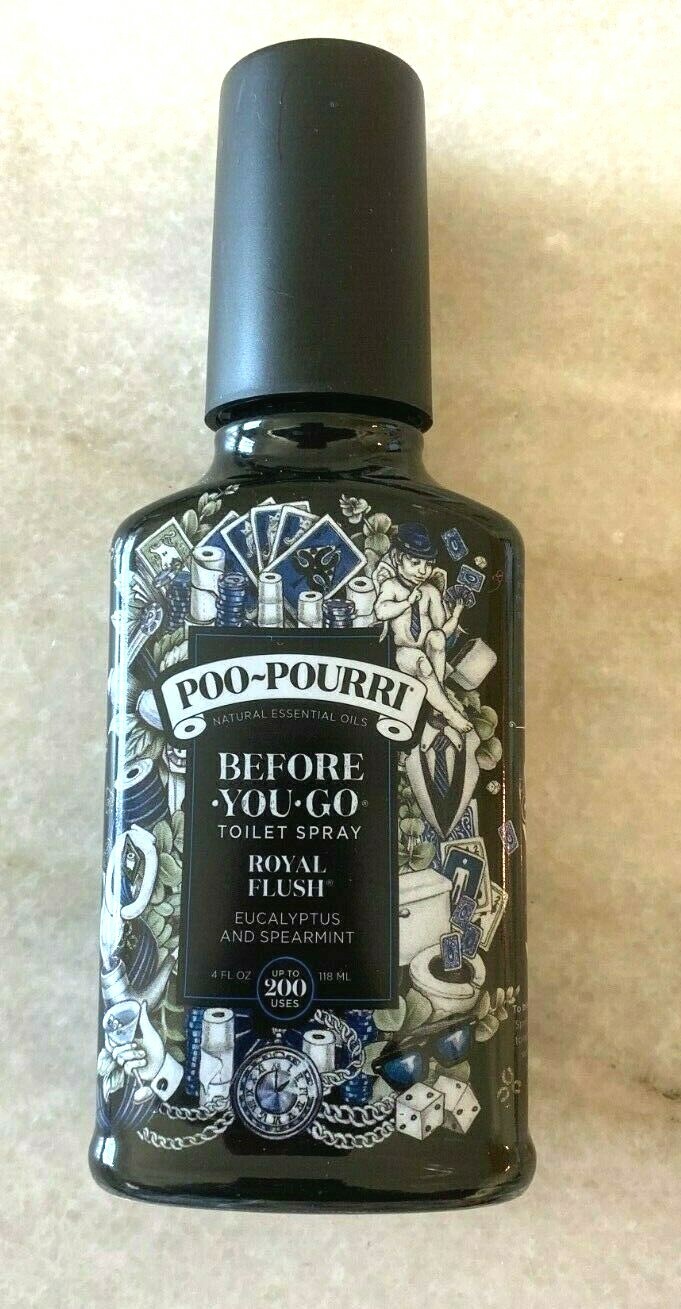 POO~POURRI
NATURAL ESSENTIAL OILS
BEFORE
·YOU·GO®
TOILET SPRAY
ROYAL
FLUSH®
EUCALYPTUS
AND SPEARMINT
4 FL OZ UP TO 200 USES 118 ML